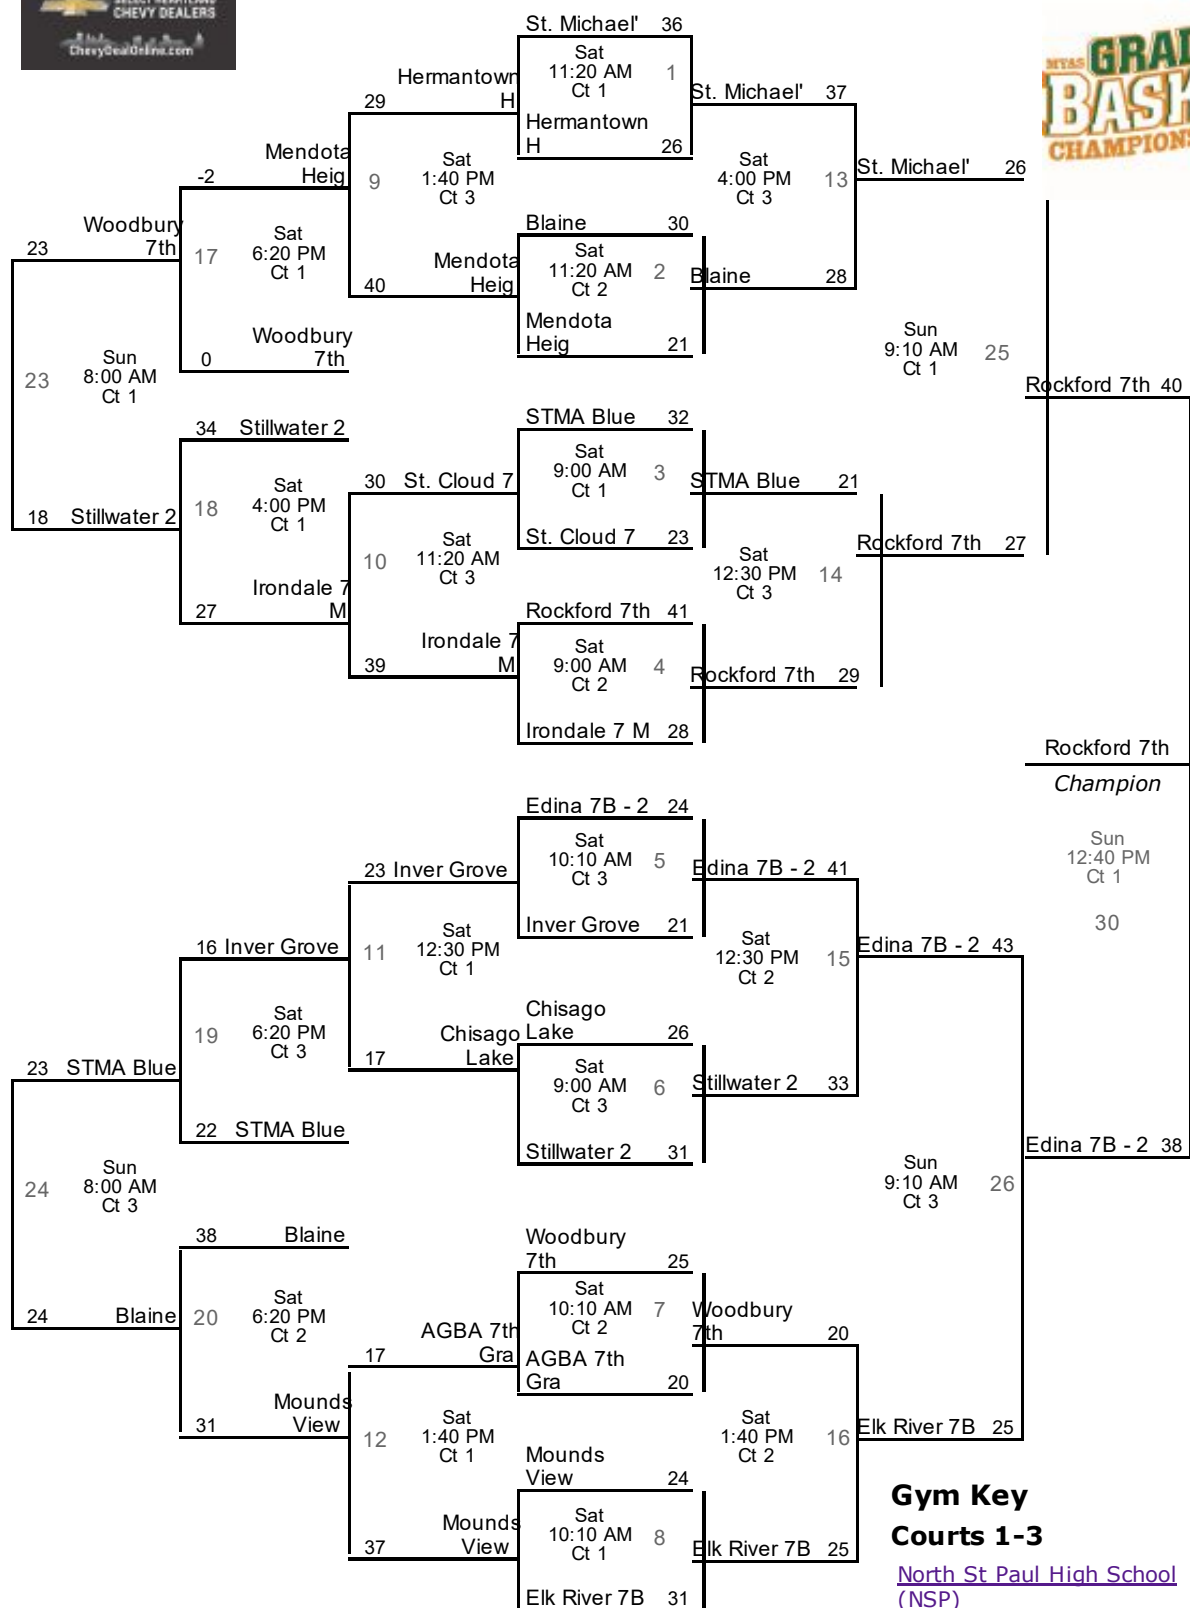 CHEVY DEALERS
ChevyDealOnline.com
MYAS GRAD
BASK
CHAMPIONS
St. Michael' 36
Sat
11:20 AM 1
Ct 1
Hermantown
H 26
29 Hermantown
H
St. Michael' 37
Mendota
-2 Heig
9 Sat
1:40 PM
Ct 3
Sat
4:00 PM 13
Ct 3
St. Michael' 26
Blaine 30
Sat
11:20 AM 2
Ct 2
Mendota
Heig 21
Woodbury
23 7th
17 Sat
6:20 PM
Ct 1
Mendota
40 Heig
Blaine 28
Woodbury
0 7th
Sun
9:10 AM 25
Ct 1
23 Sun
8:00 AM
Ct 1
Rockford 7th 40
34 Stillwater 2
STMA Blue 32
Sat
9:00 AM 3
Ct 1
St. Cloud 7 23
30 St. Cloud 7
STMA Blue 21
18 Sat
4:00 PM
Ct 1
18 Stillwater 2
10 Sat
11:20 AM
Ct 3
Sat
12:30 PM 14
Ct 3
Rockford 7th 27
Irondale 7
27 M
Rockford 7th 41
Sat
9:00 AM 4
Ct 2
Irondale 7 M 28
Irondale 7
39 M
Rockford 7th 29
Rockford 7th
Champion
Sun
12:40 PM
Ct 1
30
Edina 7B - 2 24
Sat
10:10 AM 5
Ct 3
Inver Grove 21
23 Inver Grove
Edina 7B - 2 41
16 Inver Grove
11 Sat
12:30 PM
Ct 1
Sat
12:30 PM 15
Ct 2
Edina 7B - 2 43
19 Sat
6:20 PM
Ct 3
Chisago
Lake 26
Sat
9:00 AM 6
Ct 3
Stillwater 2 31
Chisago
17 Lake
Stillwater 2 33
23 STMA Blue
22 STMA Blue
24 Sun
8:00 AM
Ct 3
Sun
9:10 AM 26
Ct 3
Edina 7B - 2 38
38 Blaine
Woodbury
7th 25
Sat
10:10 AM 7
Ct 2
AGBA 7th
Gra 20
24 Blaine
20 Sat
6:20 PM
Ct 2
AGBA 7th
17 Gra
Woodbury
7th 20
Mounds
31 View
12 Sat
1:40 PM
Ct 1
Sat
1:40 PM 16
Ct 2
Elk River 7B 25
Mounds
View 24
Sat
10:10 AM 8
Ct 1
Elk River 7B 31
Mounds
37 View
Elk River 7B 25
Gym Key
Courts 1-3
North St Paul High School
(NSP)